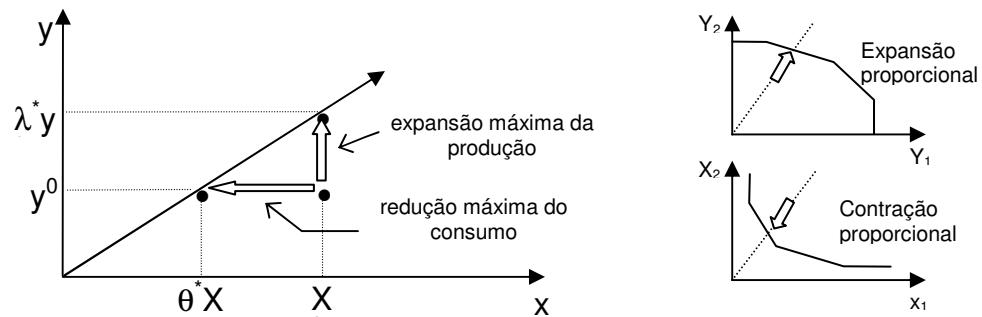 y
λ*y
expansão máxima da
produção
y⁰
redução máxima do
consumo
θ*X
X
x
Y₂
Expansão
proporcional
Y₁
X₂
Contração
proporcional
x₁